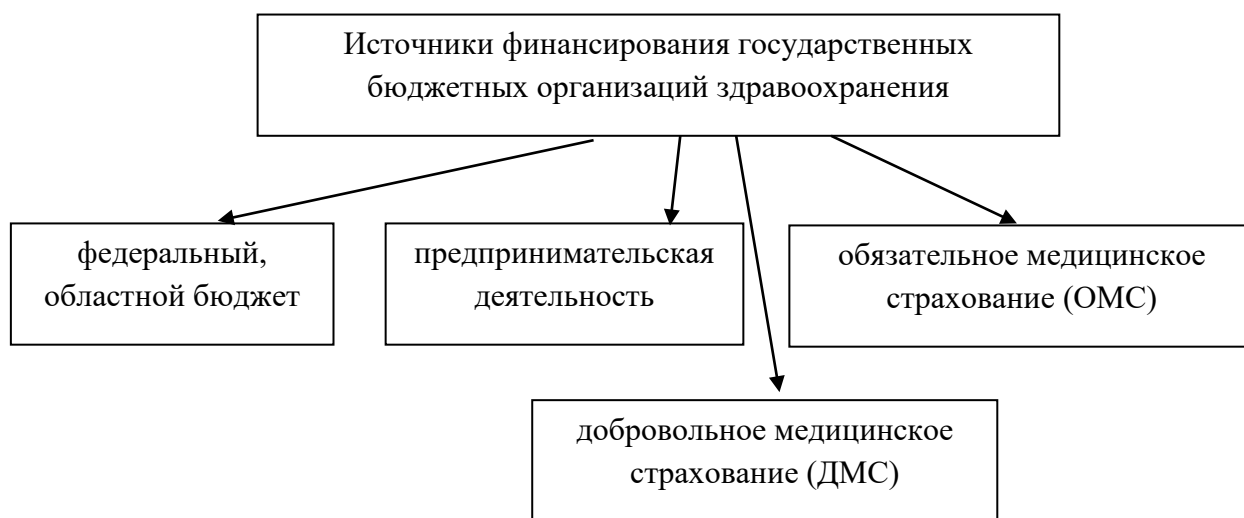 Источники финансирования государственных
бюджетных организаций здравоохранения
федеральный,
областной бюджет
предпринимательская
деятельность
обязательное медицинское
страхование (ОМС)
добровольное медицинское
страхование (ДМС)